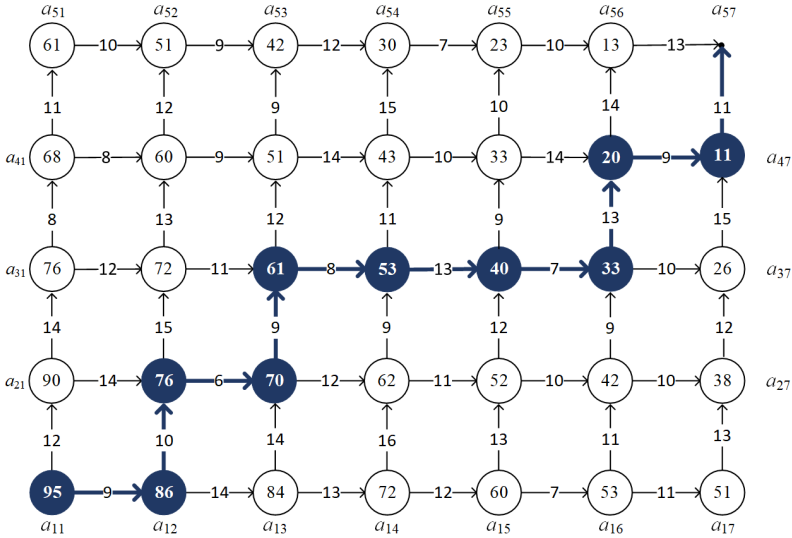 a51 a52 a53 a54 a55 a56 a57
61 10 51 9 42 12 30 7 23 10 13 13
11 12 9 15 10 14 11
a41 68 8 60 9 51 14 43 10 33 14 20 9 11 a47
8 13 12 11 9 13 15
a31 76 12 72 11 61 8 53 13 40 7 33 10 26 a37
14 15 9 9 12 9 12
a21 90 14 76 6 70 12 62 11 52 10 42 10 38 a27
12 10 14 16 13 11 13
95 9 86 14 84 13 72 12 60 7 53 11 51
a11 a12 a13 a14 a15 a16 a17